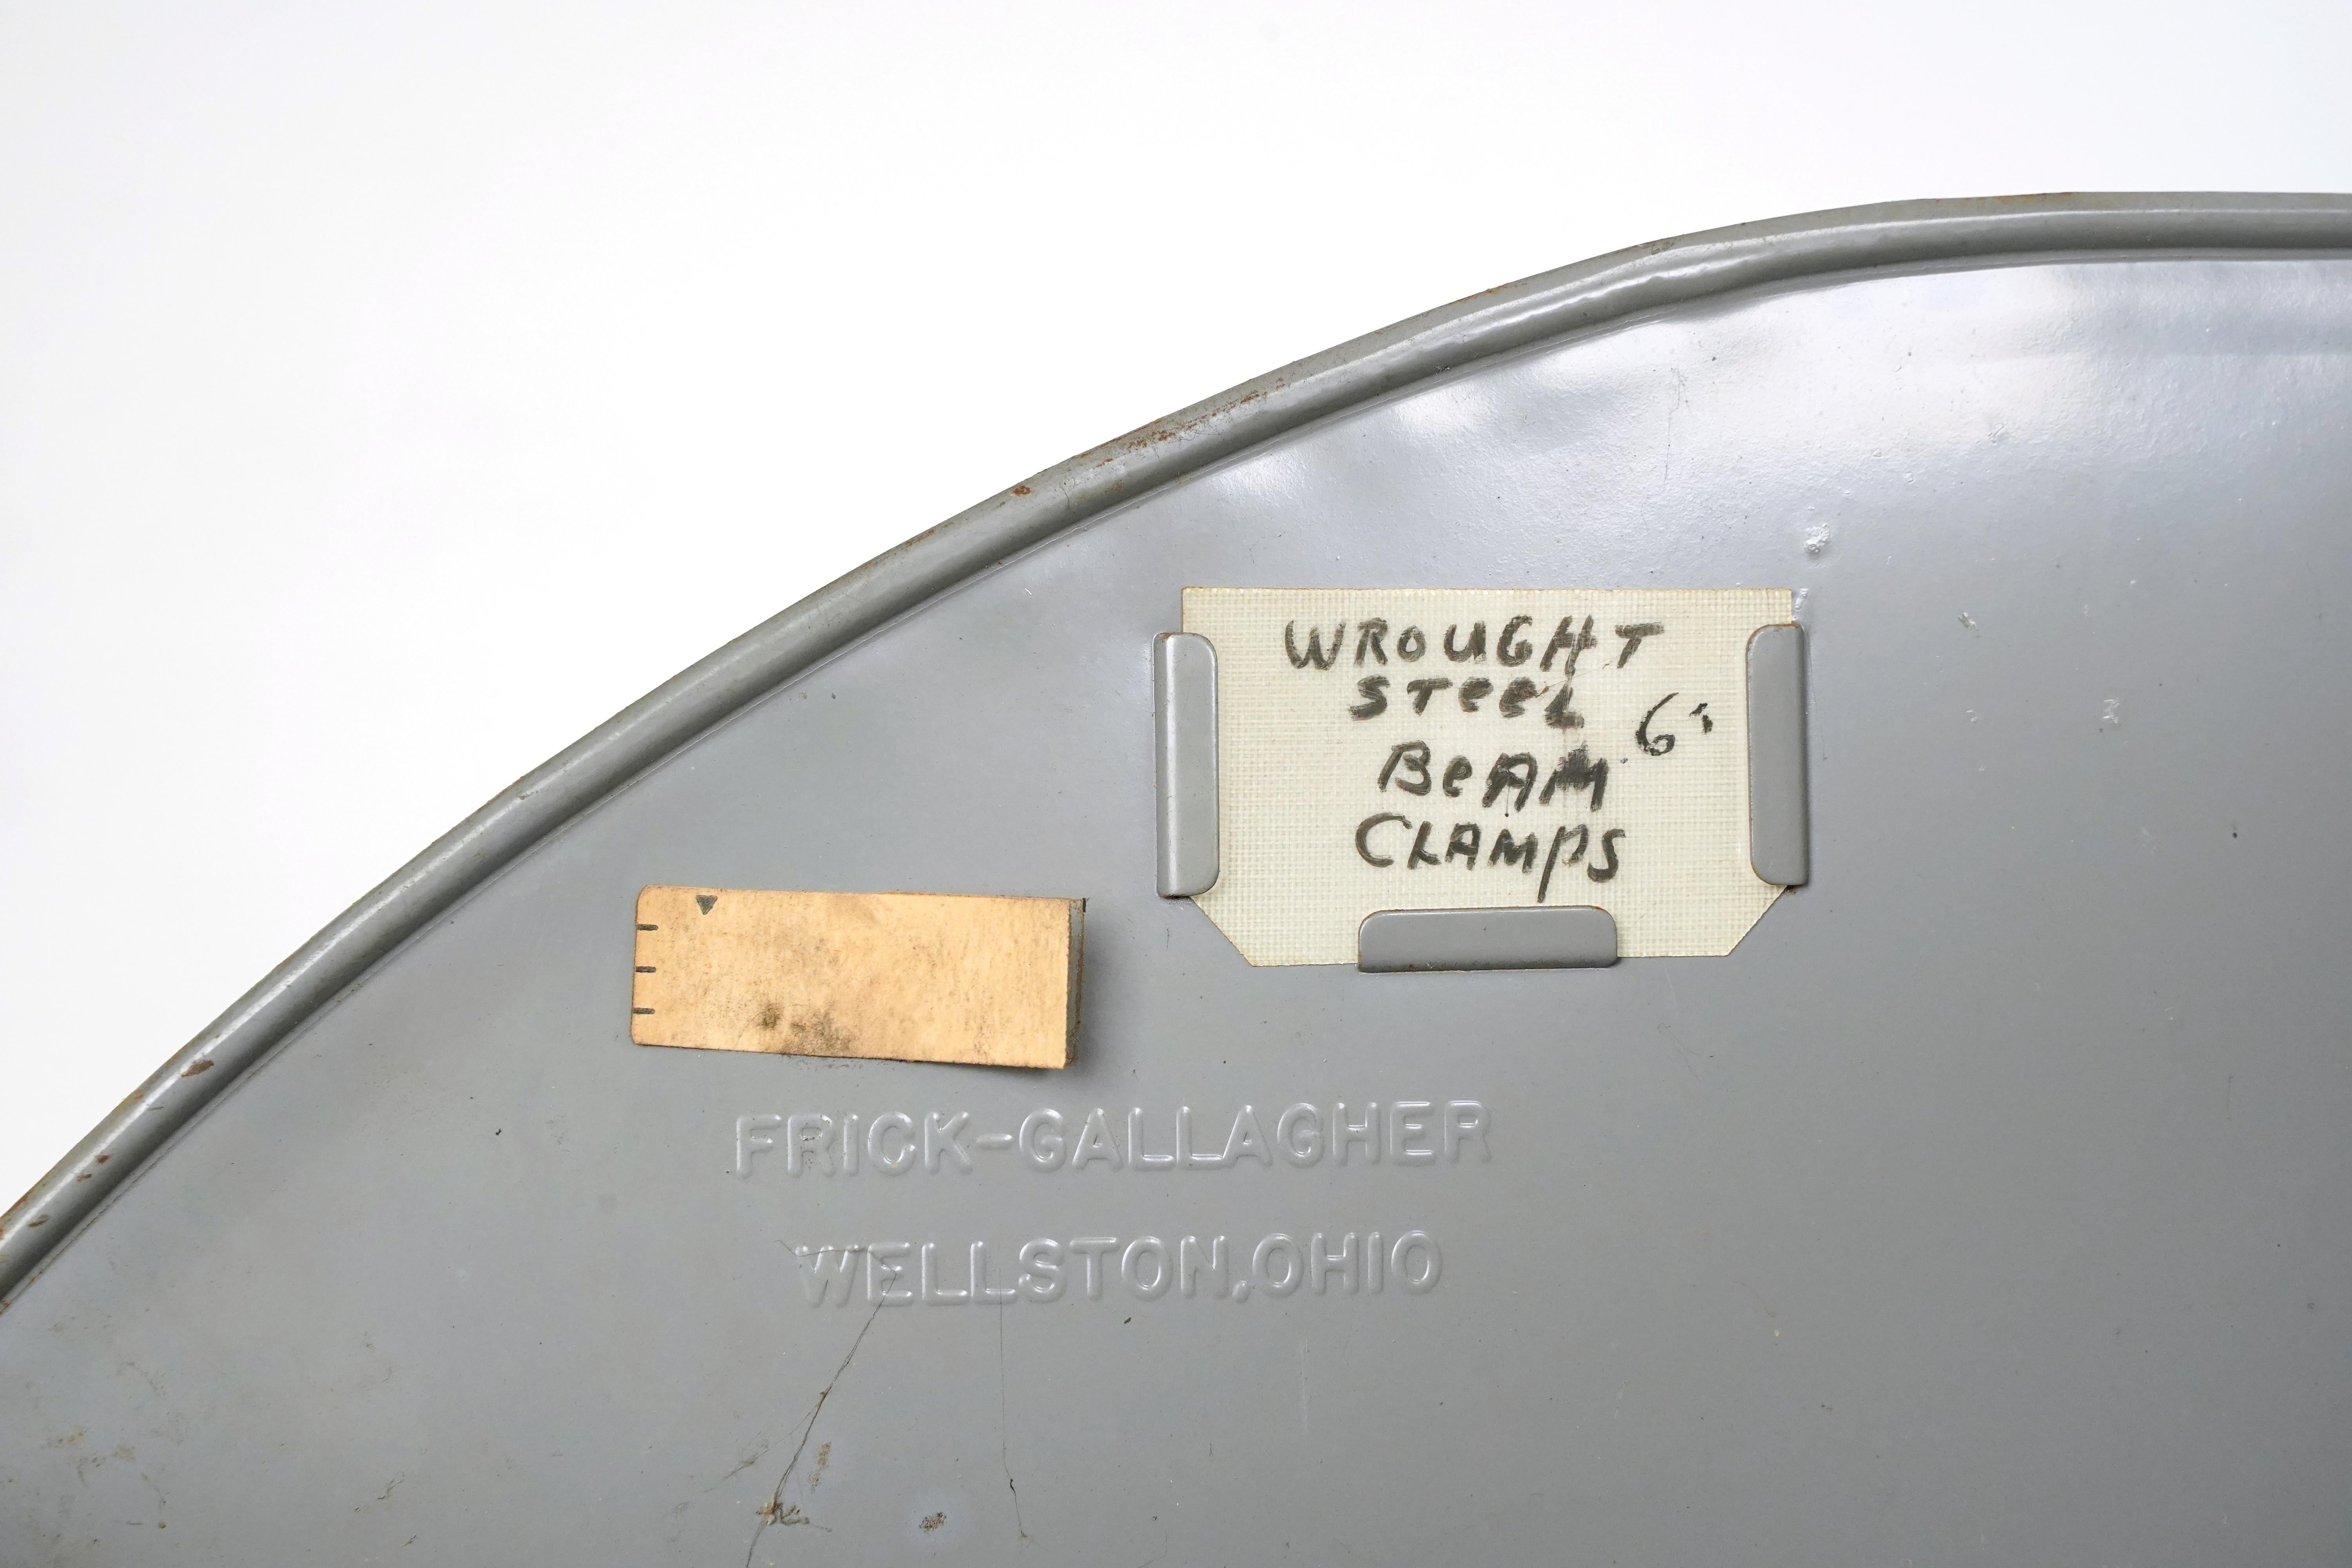 WROUGHT
STEEL 6"
BEAM
CLAMPS
FRICK-GALLAGHER
WELLSTON,OHIO